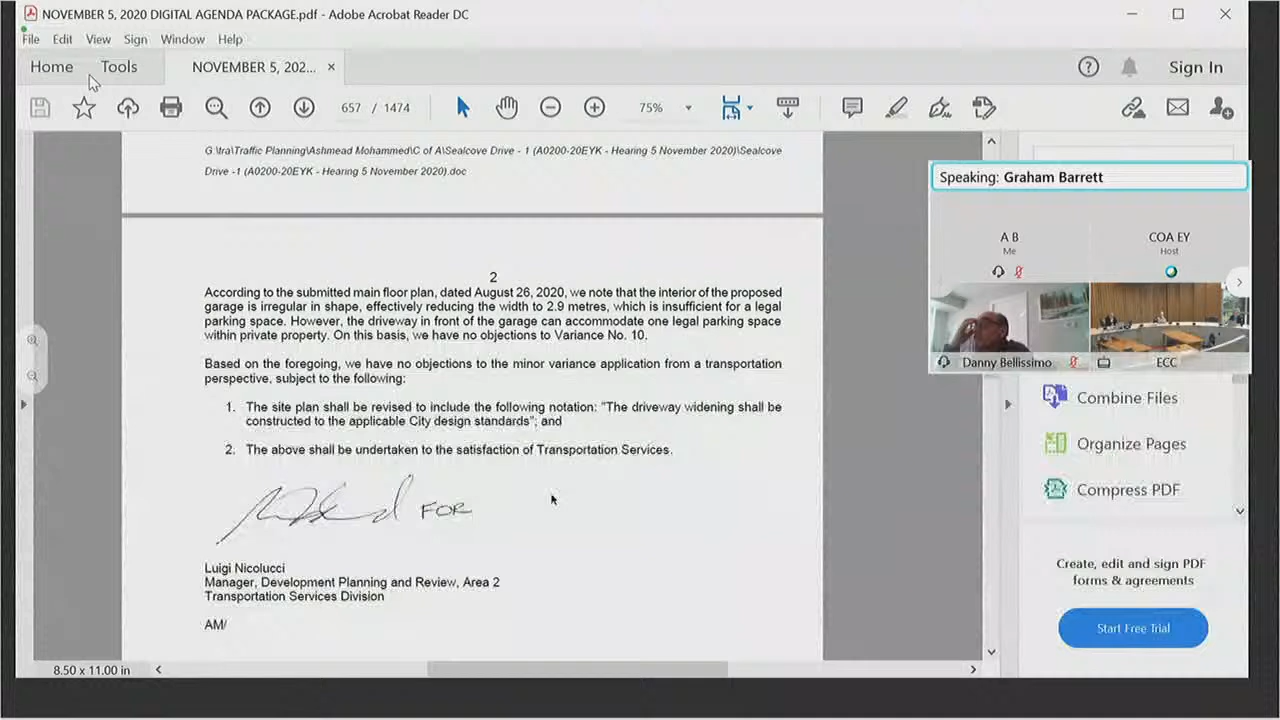 NOVEMBER 5, 2020 DIGITAL AGENDA PACKAGE.pdf - Adobe Acrobat Reader DC
File Edit View Sign Window Help
Home Tools NOVEMBER 5, 202... × Sign In
657 / 1474 75%
G:\tra\Traffic Planning\Ashmead Mohammed\C of A\Sealcove Drive - 1 (A0200-20EYK - Hearing 5 November 2020)\Sealcove
Drive -1 (A0200-20EYK - Hearing 5 November 2020).doc
Speaking: Graham Barrett
A B
Me
COA EY
Host
Danny Bellissimo
ECC
2
According to the submitted main floor plan, dated August 26, 2020, we note that the interior of the proposed
garage is irregular in shape, effectively reducing the width to 2.9 metres, which is insufficient for a legal
parking space. However, the driveway in front of the garage can accommodate one legal parking space
within private property. On this basis, we have no objections to Variance No. 10.
Based on the foregoing, we have no objections to the minor variance application from a transportation
perspective, subject to the following:
1. The site plan shall be revised to include the following notation: "The driveway widening shall be
constructed to the applicable City design standards"; and
2. The above shall be undertaken to the satisfaction of Transportation Services.
FOR
Luigi Nicolucci
Manager, Development Planning and Review, Area 2
Transportation Services Division
AM/
8.50 x 11.00 in
Combine Files
Organize Pages
Compress PDF
Create, edit and sign PDF
forms & agreements
Start Free Trial